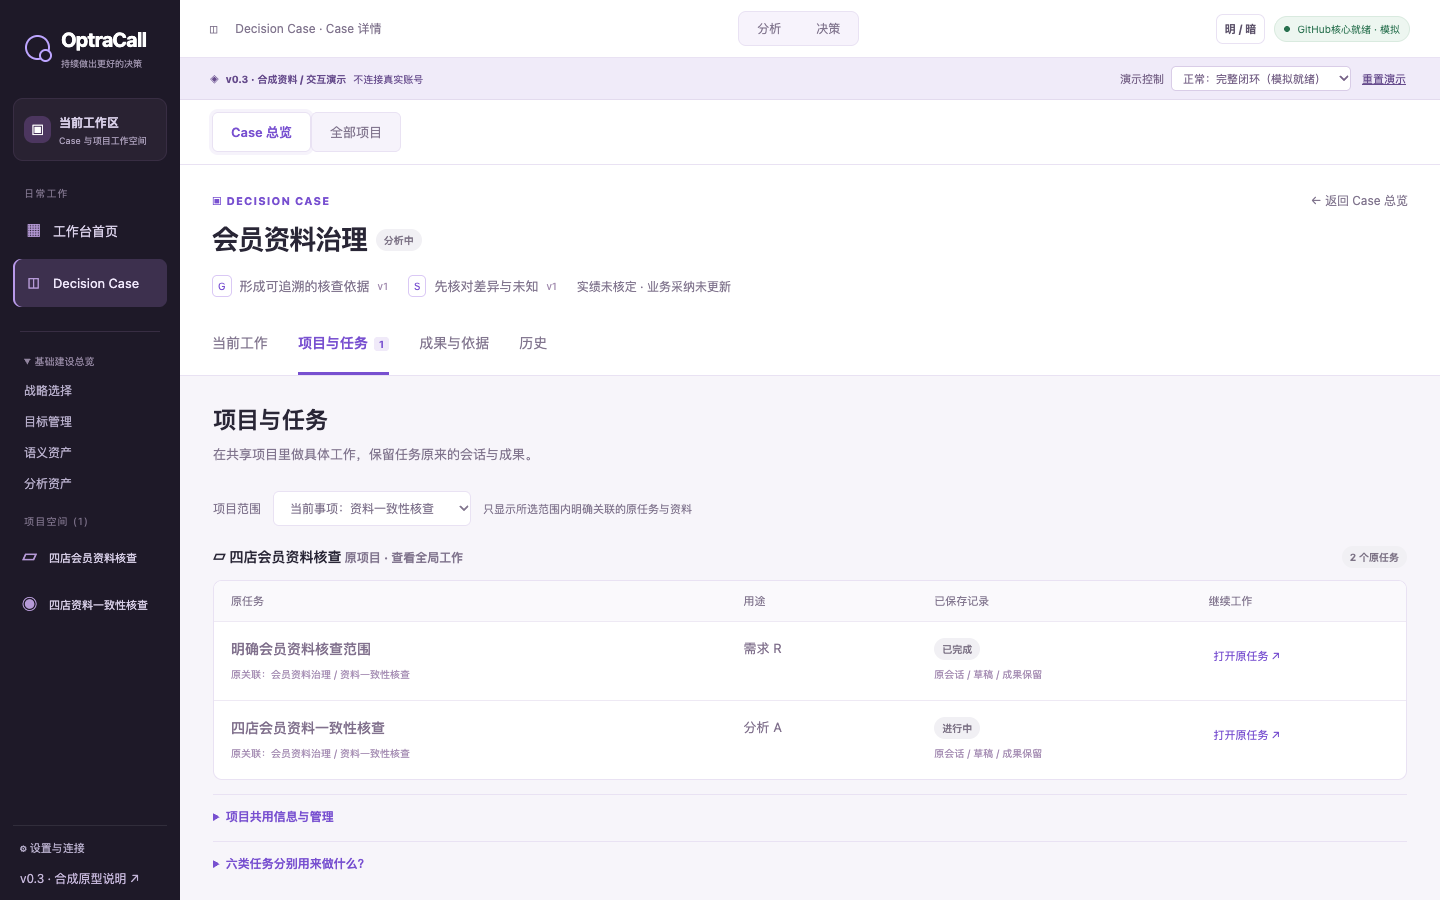 OptraCall
持续做出更好的决策
当前工作区
Case 与项目工作空间
日常工作
工作台首页
Decision Case
基础建设总览
战略选择
目标管理
语义资产
分析资产
项目空间 (1)
四店会员资料核查
四店资料一致性核查
设置与连接
v0.3 · 合成原型说明 ↗
Decision Case · Case 详情
分析 决策
明 / 暗
GitHub核心就绪 · 模拟
v0.3 · 合成资料 / 交互演示 不连接真实账号
演示控制 正常：完整闭环（模拟就绪） 重置演示
Case 总览 全部项目
DECISION CASE
← 返回 Case 总览
会员资料治理 分析中
G 形成可追溯的核查依据 v1 S 先核对差异与未知 v1 实绩未核定 · 业务采纳未更新
当前工作 项目与任务 1 成果与依据 历史
项目与任务
在共享项目里做具体工作，保留任务原来的会话与成果。
项目范围 当前事项：资料一致性核查 只显示所选范围内明确关联的原任务与资料
四店会员资料核查 原项目 · 查看全局工作 2 个原任务
原任务 用途 已保存记录 继续工作
明确会员资料核查范围 需求 R 已完成 打开原任务 ↗
原关联：会员资料治理 / 资料一致性核查 原会话 / 草稿 / 成果保留
四店会员资料一致性核查 分析 A 进行中 打开原任务 ↗
原关联：会员资料治理 / 资料一致性核查 原会话 / 草稿 / 成果保留
项目共用信息与管理
六类任务分别用来做什么?